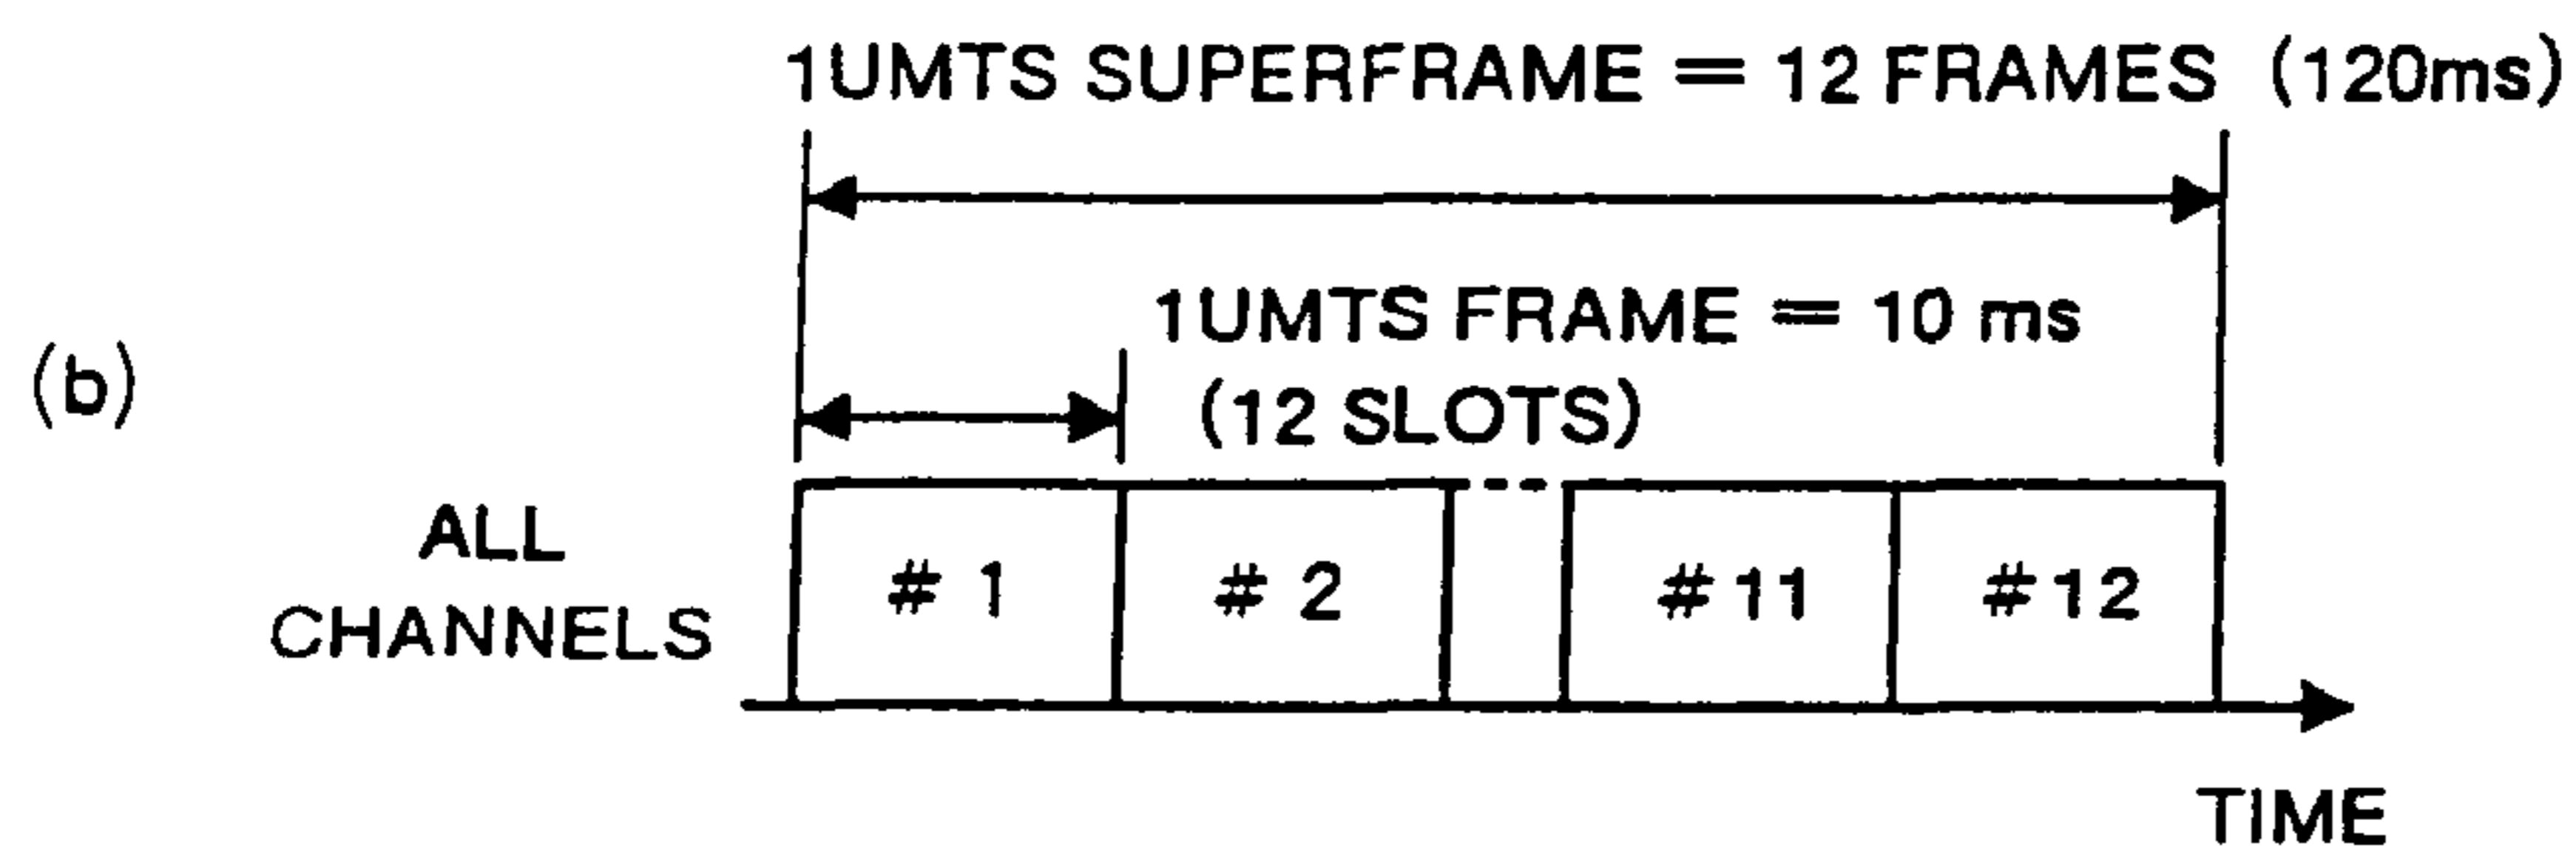 1UMTS SUPERFRAME = 12 FRAMES (120ms)
1UMTS FRAME = 10 ms
(12 SLOTS)
(b)
ALL
CHANNELS
# 1
# 2
# 11
# 12
TIME